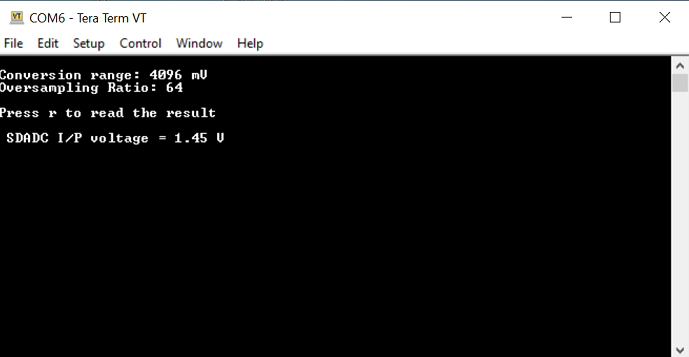 COM6 - Tera Term VT
File Edit Setup Control Window Help
Conversion range: 4096 mV
Oversampling Ratio: 64
Press r to read the result
SDADC I/P voltage = 1.45 V